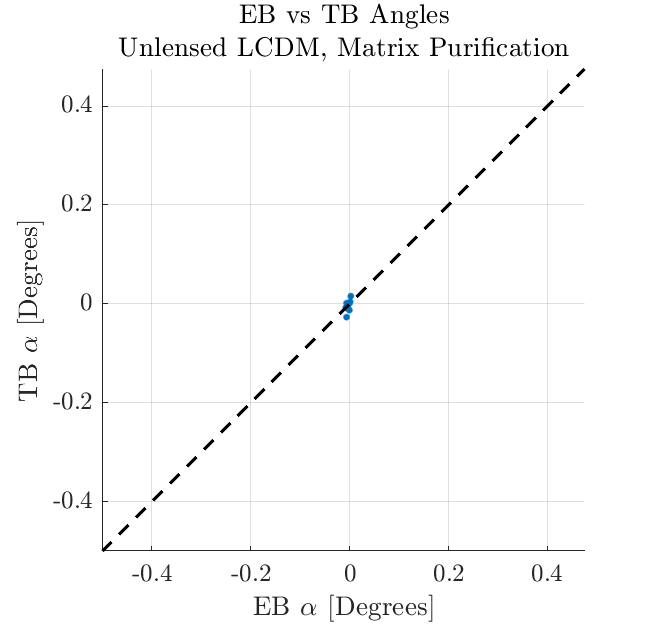 EB vs TB Angles
Unlensed LCDM, Matrix Purification
0.4
0.2
0
-0.2
-0.4
TB α [Degrees]
-0.4 -0.2 0 0.2 0.4
EB α [Degrees]